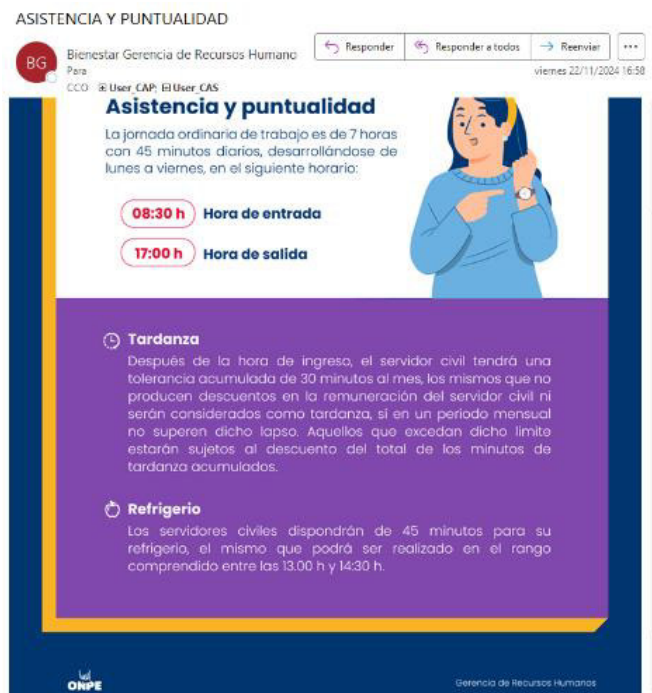 ASISTENCIA Y PUNTUALIDAD
BG
Bienestar Gerencia de Recursos Humano
Responder
Responder a todos
Reenviar
Para
viernes 22/11/2024 16:58
CCO User_CAP; User_CAS
Asistencia y puntualidad
La jornada ordinaria de trabajo es de 7 horas
con 45 minutos diarios, desarrollándose de
lunes a viernes, en el siguiente horario:
08:30 h Hora de entrada
17:00 h Hora de salida
Tardanza
Después de la hora de ingreso, el servidor civil tendrá una
tolerancia acumulada de 30 minutos al mes, los mismos que no
producen descuentos en la remuneración del servidor civil ni
serán considerados como tardanza, si en un periodo mensual
no superen dicho lapso. Aquellos que excedan dicho limite
estarán sujetos al descuento del total de los minutos de
tardanza acumulados.
Refrigerio
Los servidores civiles dispondrán de 45 minutos para su
refrigerio, el mismo que podrá ser realizado en el rango
comprendido entre las 13.00 h y 14:30 h.
ONPE
Gerencia de Recursos Humanos